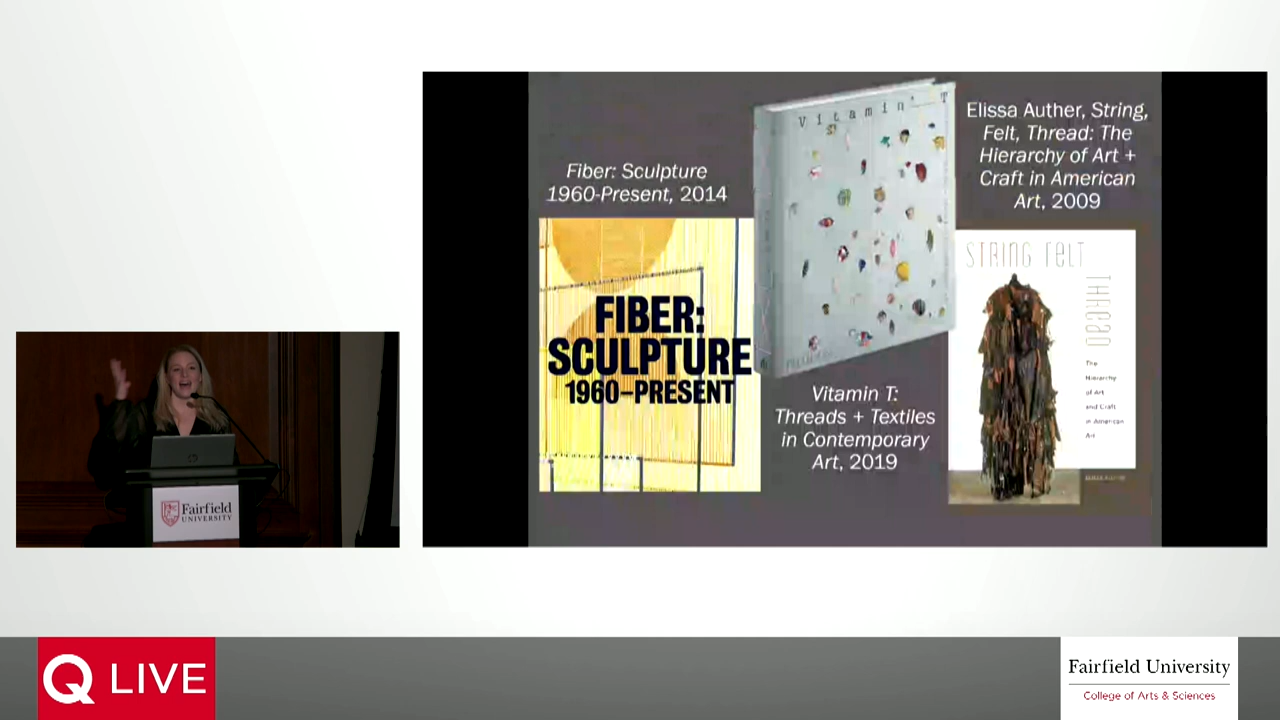 Fiber: Sculpture
1960-Present, 2014
FIBER:
SCULPTURE
1960–PRESENT
Vitamin T
Vitamin T:
Threads + Textiles
in Contemporary
Art, 2019
Elissa Auther, String,
Felt, Thread: The
Hierarchy of Art +
Craft in American
Art, 2009
STRING FELT
THREAD
The
Hierarchy
of Art
and Craft
in American
Art
Fairfield
UNIVERSITY
Q LIVE
Fairfield University
College of Arts & Sciences